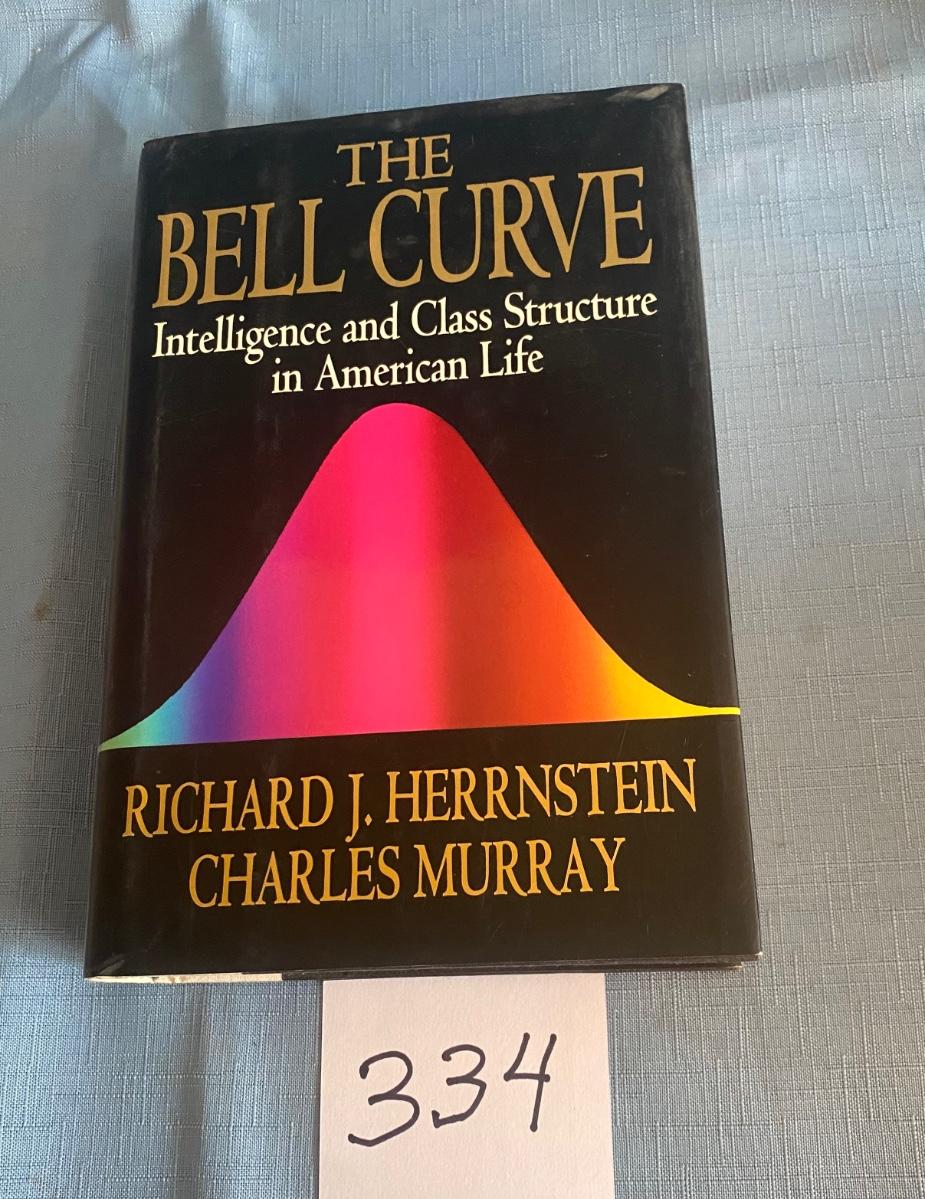 THE
BELL CURVE
Intelligence and Class Structure
in American Life
RICHARD J. HERRNSTEIN
CHARLES MURRAY
334